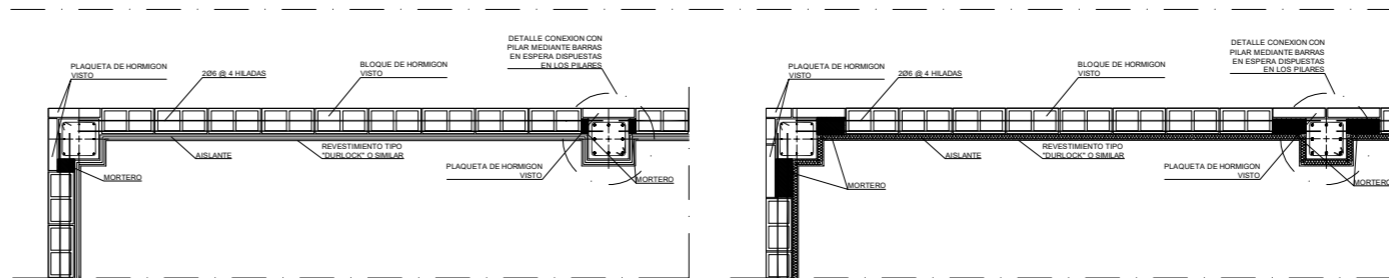 DETALLE CONEXION CON
PILAR MEDIANTE BARRAS
EN ESPERA DISPUESTAS
EN LOS PILARES
PLAQUETA DE HORMIGON
VISTO
2Ø6 @ 4 HILADAS
BLOQUE DE HORMIGON
VISTO
AISLANTE
REVESTIMIENTO TIPO
"DURLOCK" O SIMILAR
PLAQUETA DE HORMIGON
VISTO
MORTERO
MORTERO
DETALLE CONEXION CON
PILAR MEDIANTE BARRAS
EN ESPERA DISPUESTAS
EN LOS PILARES
PLAQUETA DE HORMIGON
VISTO
2Ø6 @ 4 HILADAS
BLOQUE DE HORMIGON
VISTO
AISLANTE
REVESTIMIENTO TIPO
"DURLOCK" O SIMILAR
PLAQUETA DE HORMIGON
VISTO
MORTERO
MORTERO